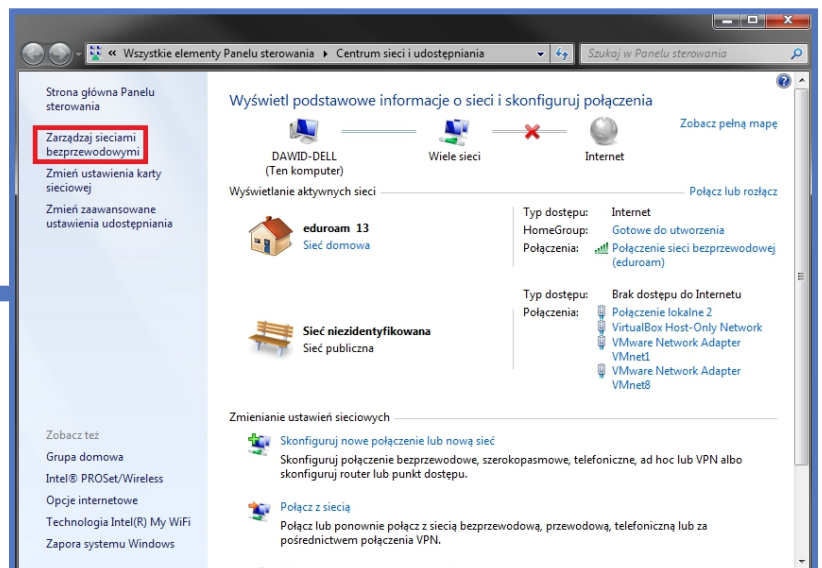 Wszystkie elementy Panelu sterowania
Centrum sieci i udostępniania
Szukaj w Panelu sterowania
Strona główna Panelu
sterowania
Zarządzaj sieciami
bezprzewodowymi
Zmień ustawienia karty
sieciowej
Zmień zaawansowane
ustawienia udostępniania
Wyświetl podstawowe informacje o sieci i skonfiguruj połączenia
Zobacz pełną mapę
DAWID-DELL
(Ten komputer)
Wiele sieci
Internet
Wyświetlanie aktywnych sieci
Połącz lub rozłącz
eduroam 13
Sieć domowa
Typ dostępu: Internet
HomeGroup: Gotowe do utworzenia
Połączenia: Połączenie sieci bezprzewodowej
(eduroam)
Sieć niezidentyfikowana
Sieć publiczna
Typ dostępu: Brak dostępu do Internetu
Połączenia: Połączenie lokalne 2
VirtualBox Host-Only Network
VMware Network Adapter
VMnet1
VMware Network Adapter
VMnet8
Zmienianie ustawień sieciowych
Skonfiguruj nowe połączenie lub nową sieć
Skonfiguruj połączenie bezprzewodowe, szerokopasmowe, telefoniczne, ad hoc lub VPN albo
skonfiguruj router lub punkt dostępu.
Połącz z siecią
Połącz lub ponownie połącz z siecią bezprzewodową, przewodową, telefoniczną lub za
pośrednictwem połączenia VPN.
Zobacz też
Grupa domowa
Intel® PROSet/Wireless
Opcje internetowe
Technologia Intel(R) My WiFi
Zapora systemu Windows